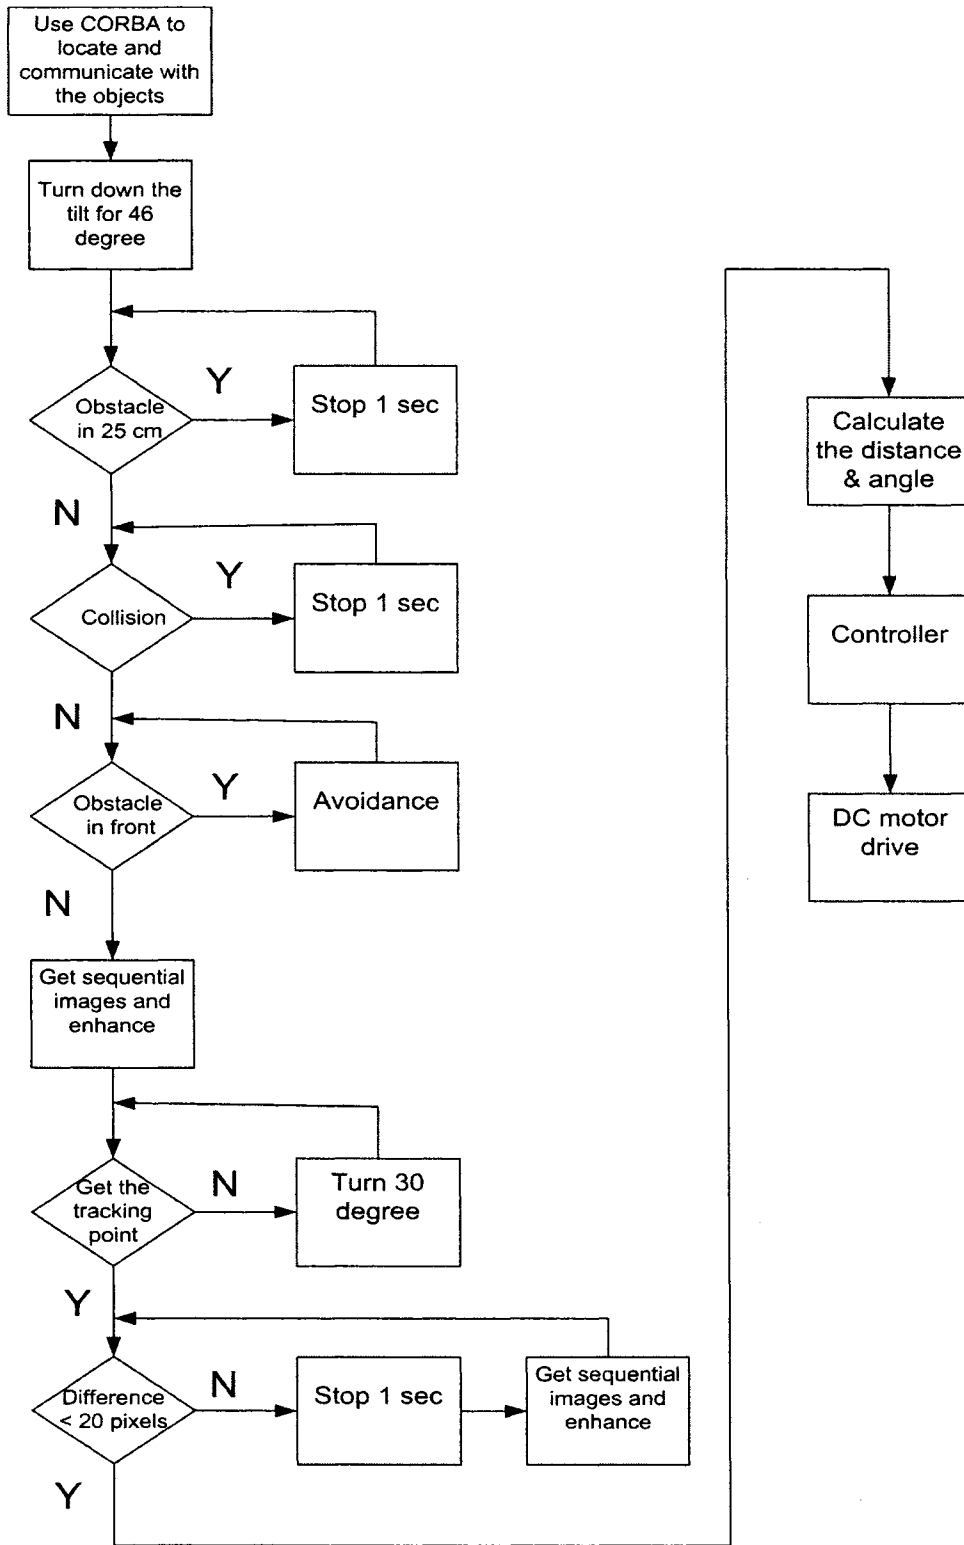 Use CORBA to
locate and
communicate with
the objects
Turn down the
tilt for 46
degree
Obstacle
in 25 cm
Y
Stop 1 sec
N
Collision
Y
Stop 1 sec
N
Obstacle
in front
Y
Avoidance
N
Get sequential
images and
enhance
Get the
tracking
point
N
Turn 30
degree
Y
Difference
< 20 pixels
N
Stop 1 sec
Get sequential
images and
enhance
Y
Calculate
the distance
& angle
Controller
DC motor
drive